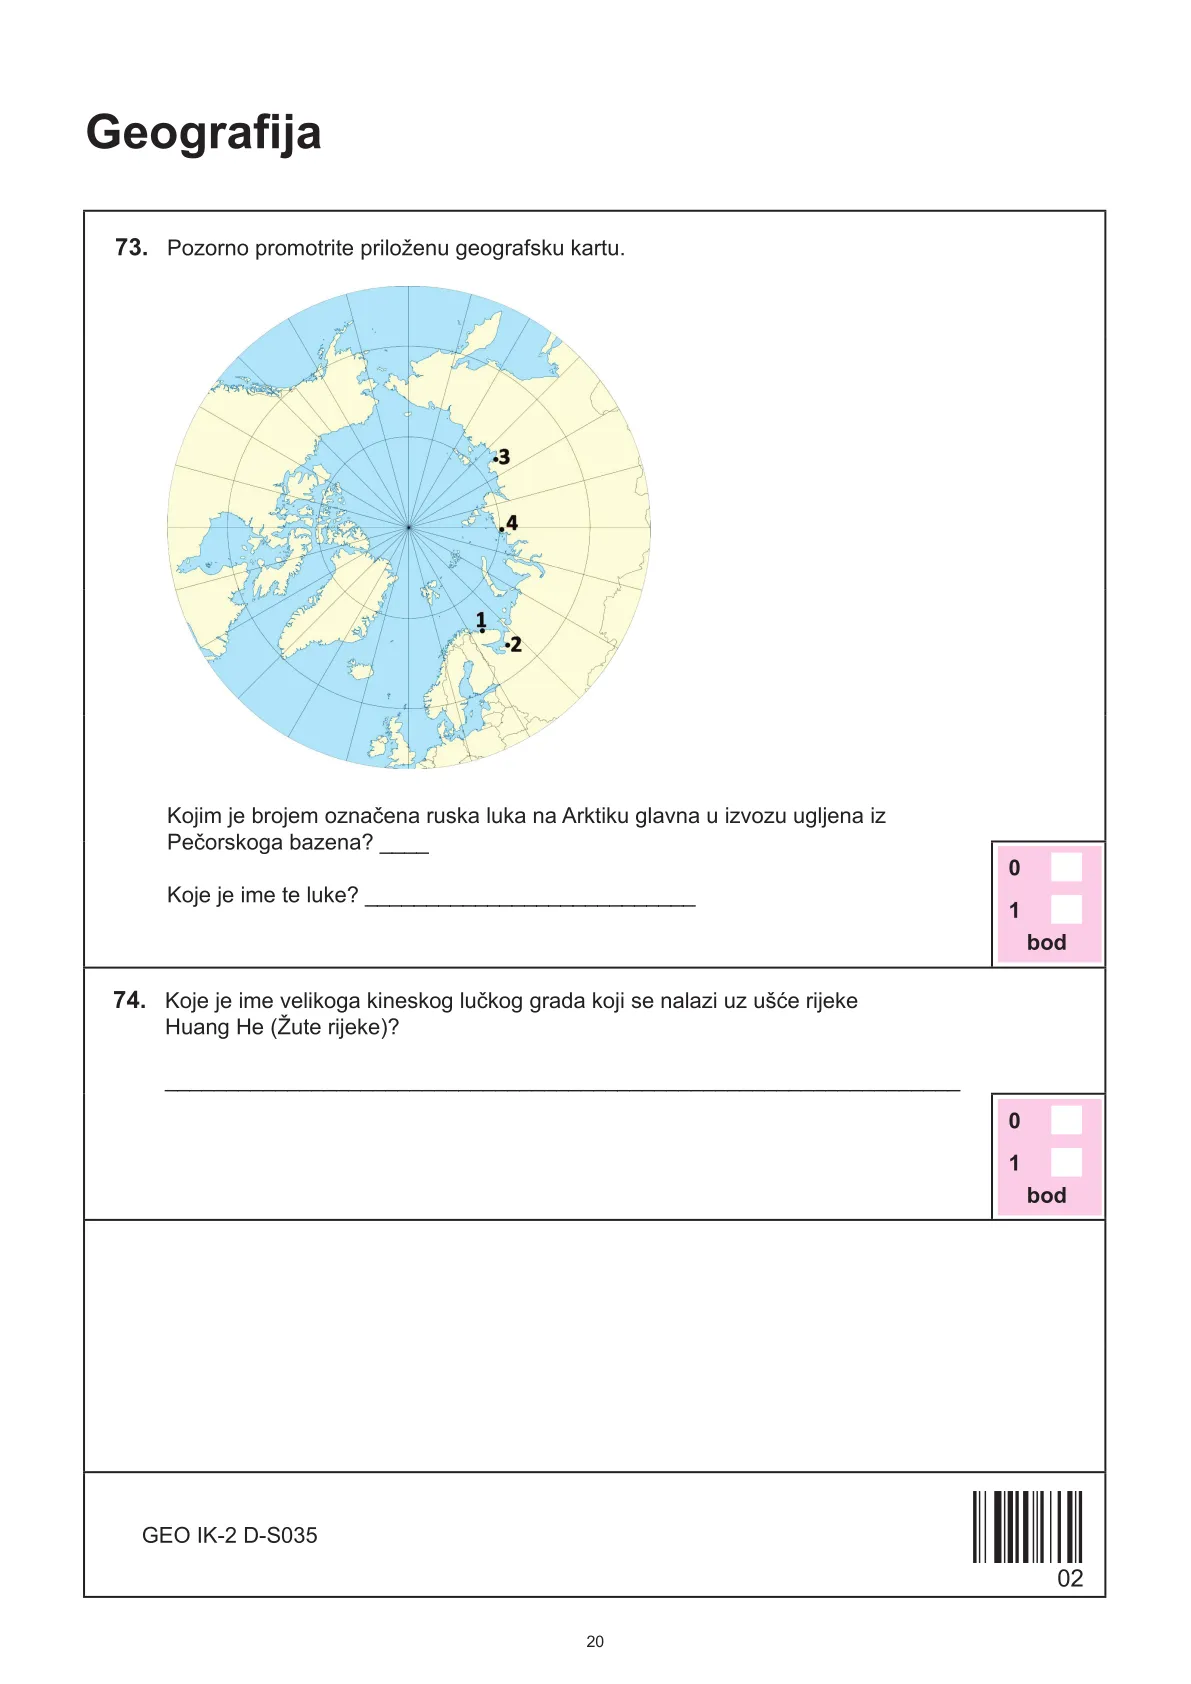 Geografija
73. Pozorno promotrite priloženu geografsku kartu.
3
4
1
2
Kojim je brojem označena ruska luka na Arktiku glavna u izvozu ugljena iz
Pečorskoga bazena? ____
Koje je ime te luke? ___________________________
0
1
bod
74. Koje je ime velikoga kineskog lučkog grada koji se nalazi uz ušće rijeke
Huang He (Žute rijeke)?
_________________________________________________________________
0
1
bod
GEO IK-2 D-S035
02
20